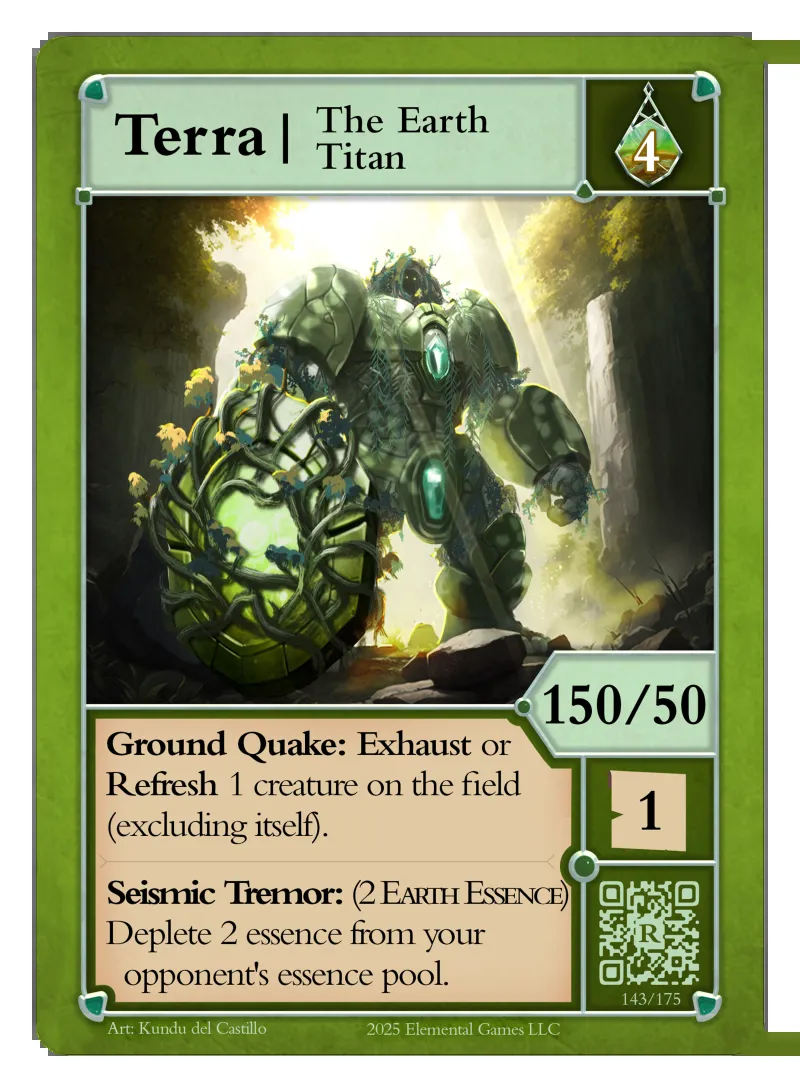 Terra |
The Earth
Titan
4
150/50
Ground Quake: Exhaust or
Refresh 1 creature on the field
(excluding itself).
1
Seismic Tremor: (2 EARTH ESSENCE)
Deplete 2 essence from your
opponent's essence pool.
R
143/175
Art: Kundu del Castillo
2025 Elemental Games LLC